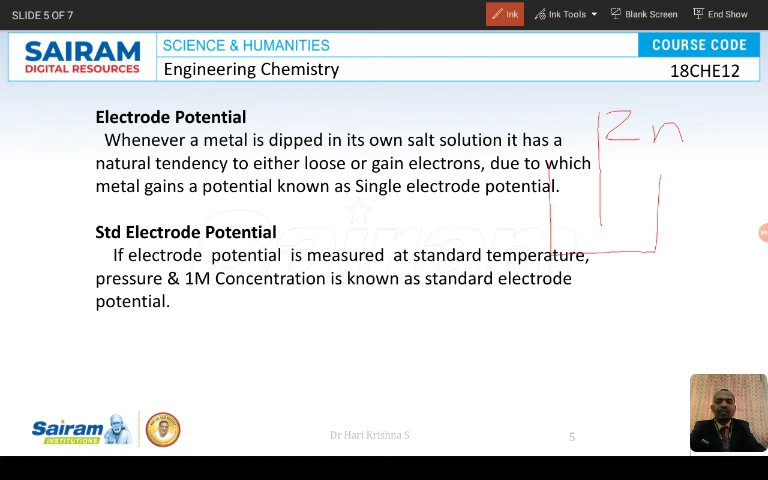 SLIDE 5 OF 7
Ink
Ink Tools
Blank Screen
End Show
SAIRAM
DIGITAL RESOURCES
SCIENCE & HUMANITIES
COURSE CODE
Engineering Chemistry
18CHE12
Electrode Potential
Whenever a metal is dipped in its own salt solution it has a
natural tendency to either loose or gain electrons, due to which
metal gains a potential known as Single electrode potential.
Zn
Std Electrode Potential
If electrode potential is measured at standard temperature,
pressure & 1M Concentration is known as standard electrode
potential.
Sairam
Sairam
INSTITUTIONS
Dr Hari Krishna S
5